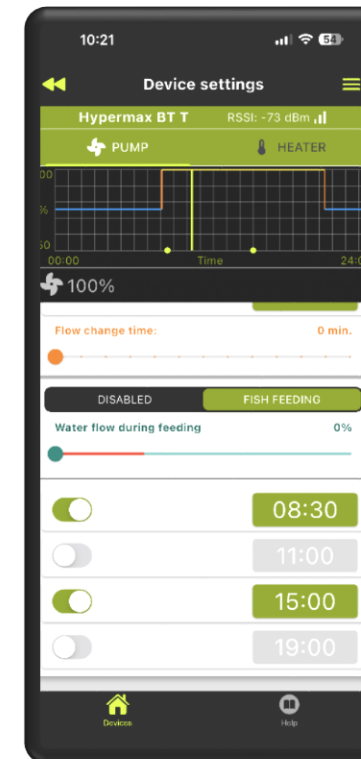 10:21 54
Device settings
Hypermax BT T RSSI: -73 dBm
PUMP HEATER
00
%
50
00:00 Time 24:0
100%
Flow change time: 0 min.
DISABLED FISH FEEDING
Water flow during feeding 0%
08:30
11:00
15:00
19:00
Devices Help